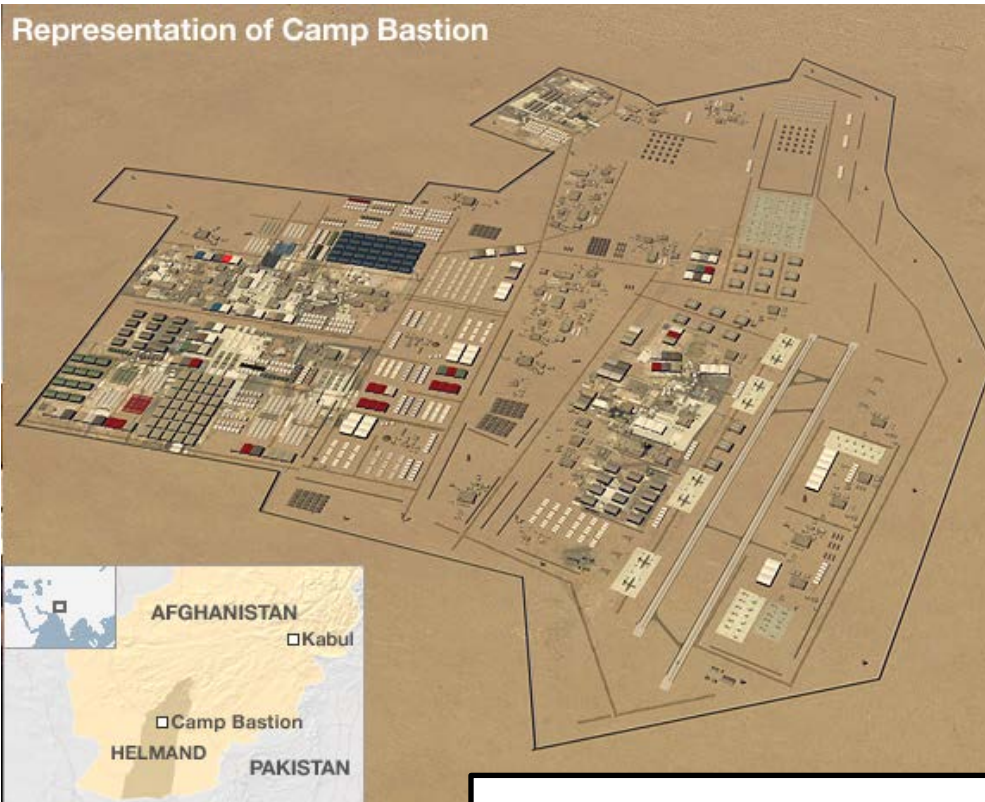 Representation of Camp Bastion
AFGHANISTAN
Kabul
Camp Bastion
HELMAND
PAKISTAN